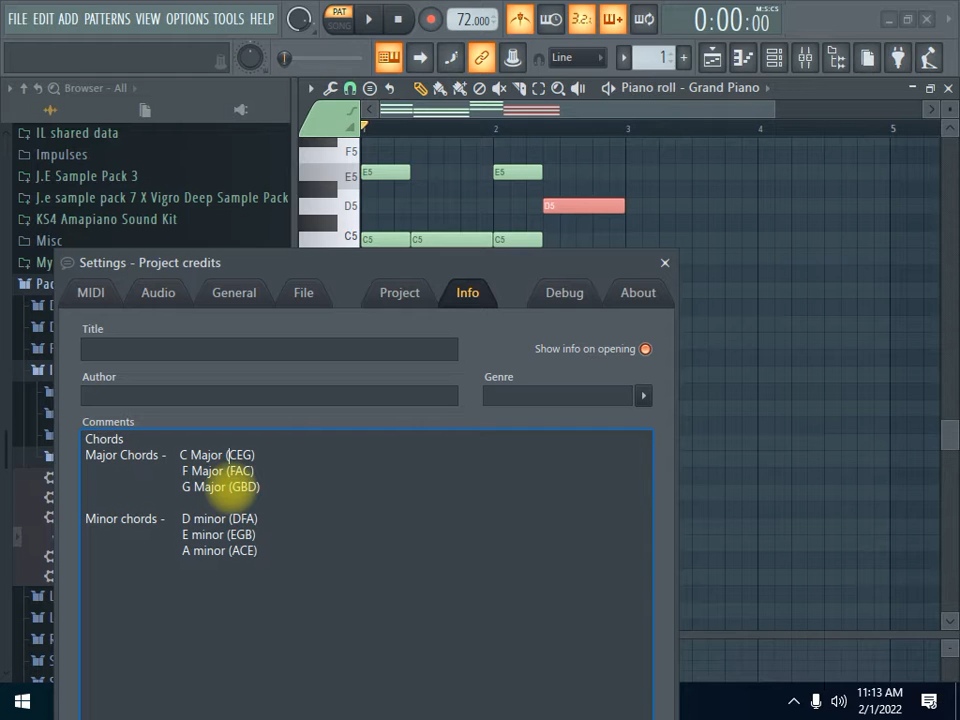 FILE EDIT ADD PATTERNS VIEW OPTIONS TOOLS HELP
PAT
SONG
72.000
3.2
0:00:00
M:S:CS
Line
1
Browser - All
Piano roll - Grand Piano
1 2 3 4 5
IL shared data
Impulses
J.E Sample Pack 3
J.e sample pack 7 X Vigro Deep Sample Pack
KS4 Amapiano Sound Kit
Misc
My
F5
E5
D5
C5
E5
E5
D5
C5
C5
C5
Settings - Project credits
MIDI
Audio
General
File
Project
Info
Debug
About
Title
Show info on opening
Author
Genre
Comments
Chords
Major Chords - C Major (CEG)
F Major (FAC)
G Major (GBD)
Minor chords - D minor (DFA)
E minor (EGB)
A minor (ACE)
11:13 AM
2/1/2022